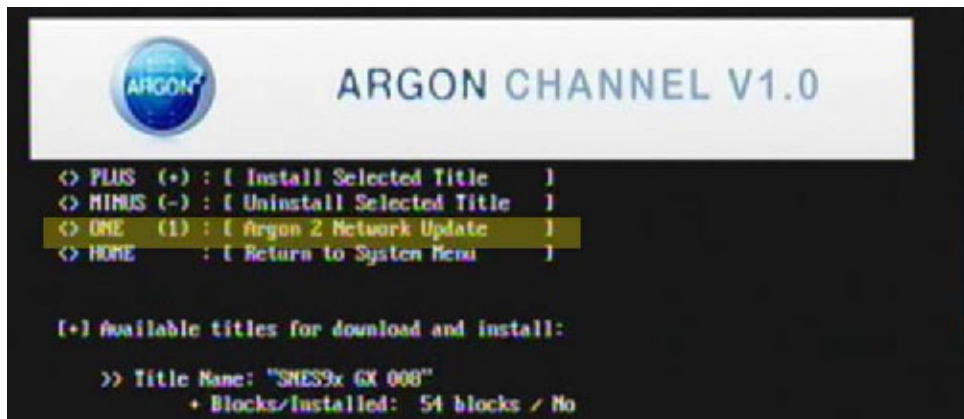 ARGON
ARGON CHANNEL V1.0
<> PLUS (+) : [ Install Selected Title ]
<> MINUS (-) : [ Uninstall Selected Title ]
<> ONE (1) : [ Argon 2 Network Update ]
<> HOME : [ Return to System Menu ]
[+] Available titles for download and install:
>> Title Name: "SNES9x GX 008"
+ Blocks/Installed: 54 blocks / No